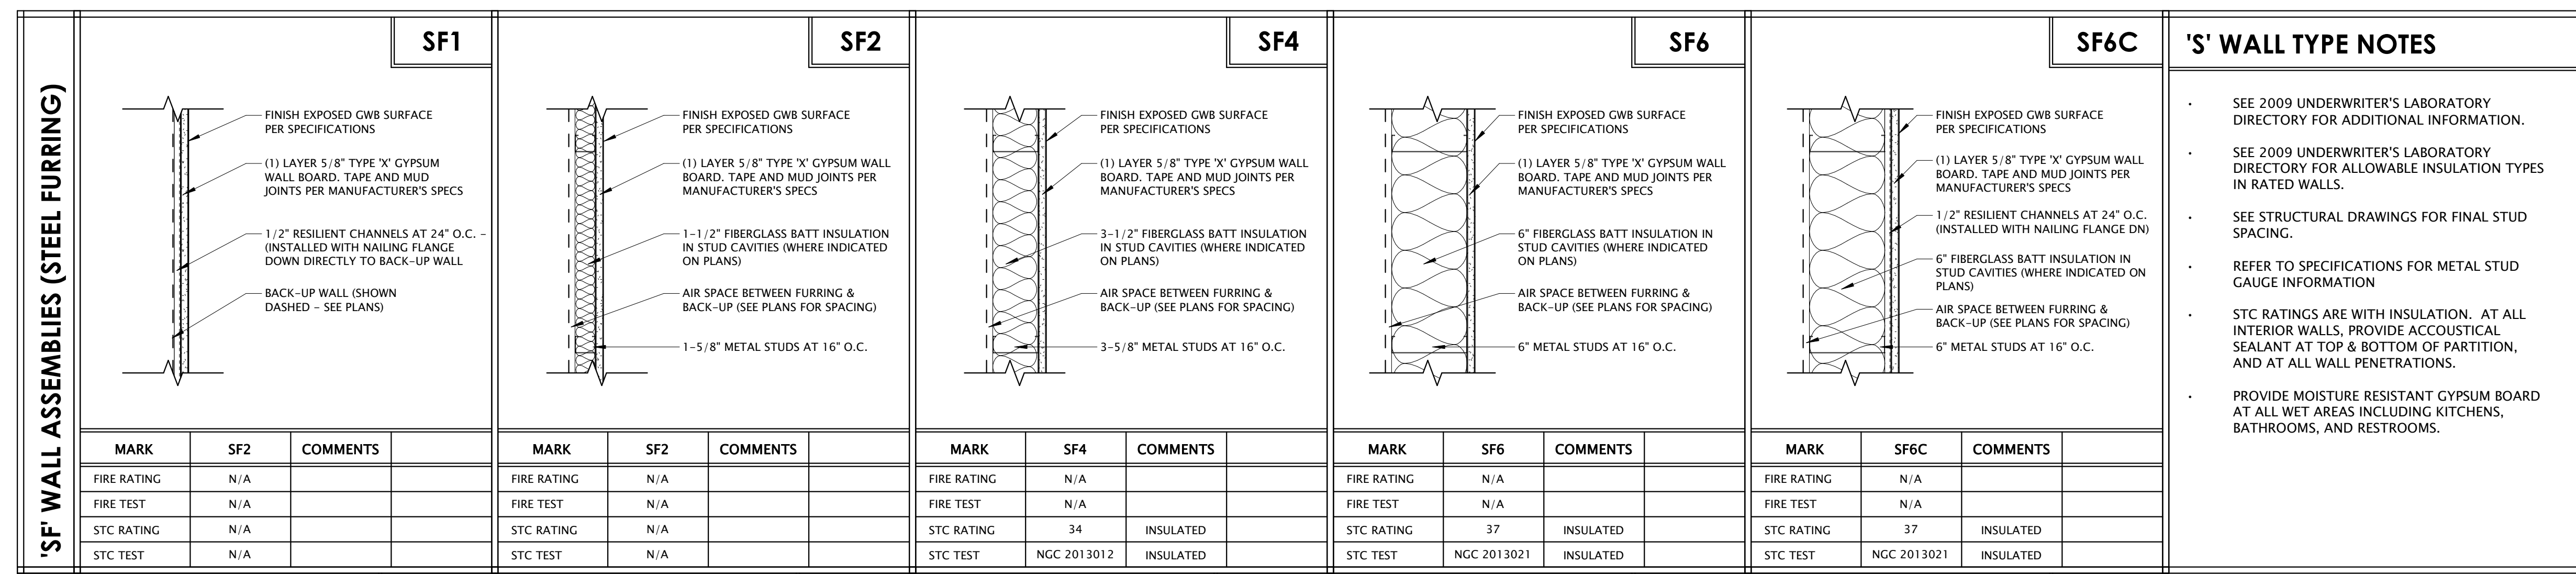 'SF' WALL ASSEMBLIES (STEEL FURRING)
SF1
FINISH EXPOSED GWB SURFACE
PER SPECIFICATIONS
(1) LAYER 5/8" TYPE 'X' GYPSUM
WALL BOARD. TAPE AND MUD
JOINTS PER MANUFACTURER'S SPECS
1/2" RESILIENT CHANNELS AT 24" O.C. –
(INSTALLED WITH NAILING FLANGE
DOWN DIRECTLY TO BACK-UP WALL
BACK-UP WALL (SHOWN
DASHED – SEE PLANS)
MARK SF2 COMMENTS
FIRE RATING N/A
FIRE TEST N/A
STC RATING N/A
STC TEST N/A
SF2
FINISH EXPOSED GWB SURFACE
PER SPECIFICATIONS
(1) LAYER 5/8" TYPE 'X' GYPSUM WALL
BOARD. TAPE AND MUD JOINTS PER
MANUFACTURER'S SPECS
1-1/2" FIBERGLASS BATT INSULATION
IN STUD CAVITIES (WHERE INDICATED
ON PLANS)
AIR SPACE BETWEEN FURRING &
BACK-UP (SEE PLANS FOR SPACING)
1-5/8" METAL STUDS AT 16" O.C.
MARK SF2 COMMENTS
FIRE RATING N/A
FIRE TEST N/A
STC RATING N/A
STC TEST N/A
SF4
FINISH EXPOSED GWB SURFACE
PER SPECIFICATIONS
(1) LAYER 5/8" TYPE 'X' GYPSUM WALL
BOARD. TAPE AND MUD JOINTS PER
MANUFACTURER'S SPECS
3-1/2" FIBERGLASS BATT INSULATION
IN STUD CAVITIES (WHERE INDICATED
ON PLANS)
AIR SPACE BETWEEN FURRING &
BACK-UP (SEE PLANS FOR SPACING)
3-5/8" METAL STUDS AT 16" O.C.
MARK SF4 COMMENTS
FIRE RATING N/A
FIRE TEST N/A
STC RATING 34 INSULATED
STC TEST NGC 2013012 INSULATED
SF6
FINISH EXPOSED GWB SURFACE
PER SPECIFICATIONS
(1) LAYER 5/8" TYPE 'X' GYPSUM WALL
BOARD. TAPE AND MUD JOINTS PER
MANUFACTURER'S SPECS
6" FIBERGLASS BATT INSULATION IN
STUD CAVITIES (WHERE INDICATED
ON PLANS)
AIR SPACE BETWEEN FURRING &
BACK-UP (SEE PLANS FOR SPACING)
6" METAL STUDS AT 16" O.C.
MARK SF6 COMMENTS
FIRE RATING N/A
FIRE TEST N/A
STC RATING 37 INSULATED
STC TEST NGC 2013021 INSULATED
SF6C
FINISH EXPOSED GWB SURFACE
PER SPECIFICATIONS
(1) LAYER 5/8" TYPE 'X' GYPSUM WALL
BOARD. TAPE AND MUD JOINTS PER
MANUFACTURER'S SPECS
1/2" RESILIENT CHANNELS AT 24" O.C.
(INSTALLED WITH NAILING FLANGE DN)
6" FIBERGLASS BATT INSULATION IN
STUD CAVITIES (WHERE INDICATED ON
PLANS)
AIR SPACE BETWEEN FURRING &
BACK-UP (SEE PLANS FOR SPACING)
6" METAL STUDS AT 16" O.C.
MARK SF6C COMMENTS
FIRE RATING N/A
FIRE TEST N/A
STC RATING 37 INSULATED
STC TEST NGC 2013021 INSULATED
'S' WALL TYPE NOTES
• SEE 2009 UNDERWRITER'S LABORATORY
DIRECTORY FOR ADDITIONAL INFORMATION.
• SEE 2009 UNDERWRITER'S LABORATORY
DIRECTORY FOR ALLOWABLE INSULATION TYPES
IN RATED WALLS.
• SEE STRUCTURAL DRAWINGS FOR FINAL STUD
SPACING.
• REFER TO SPECIFICATIONS FOR METAL STUD
GAUGE INFORMATION
• STC RATINGS ARE WITH INSULATION. AT ALL
INTERIOR WALLS, PROVIDE ACCOUSTICAL
SEALANT AT TOP & BOTTOM OF PARTITION,
AND AT ALL WALL PENETRATIONS.
• PROVIDE MOISTURE RESISTANT GYPSUM BOARD
AT ALL WET AREAS INCLUDING KITCHENS,
BATHROOMS, AND RESTROOMS.